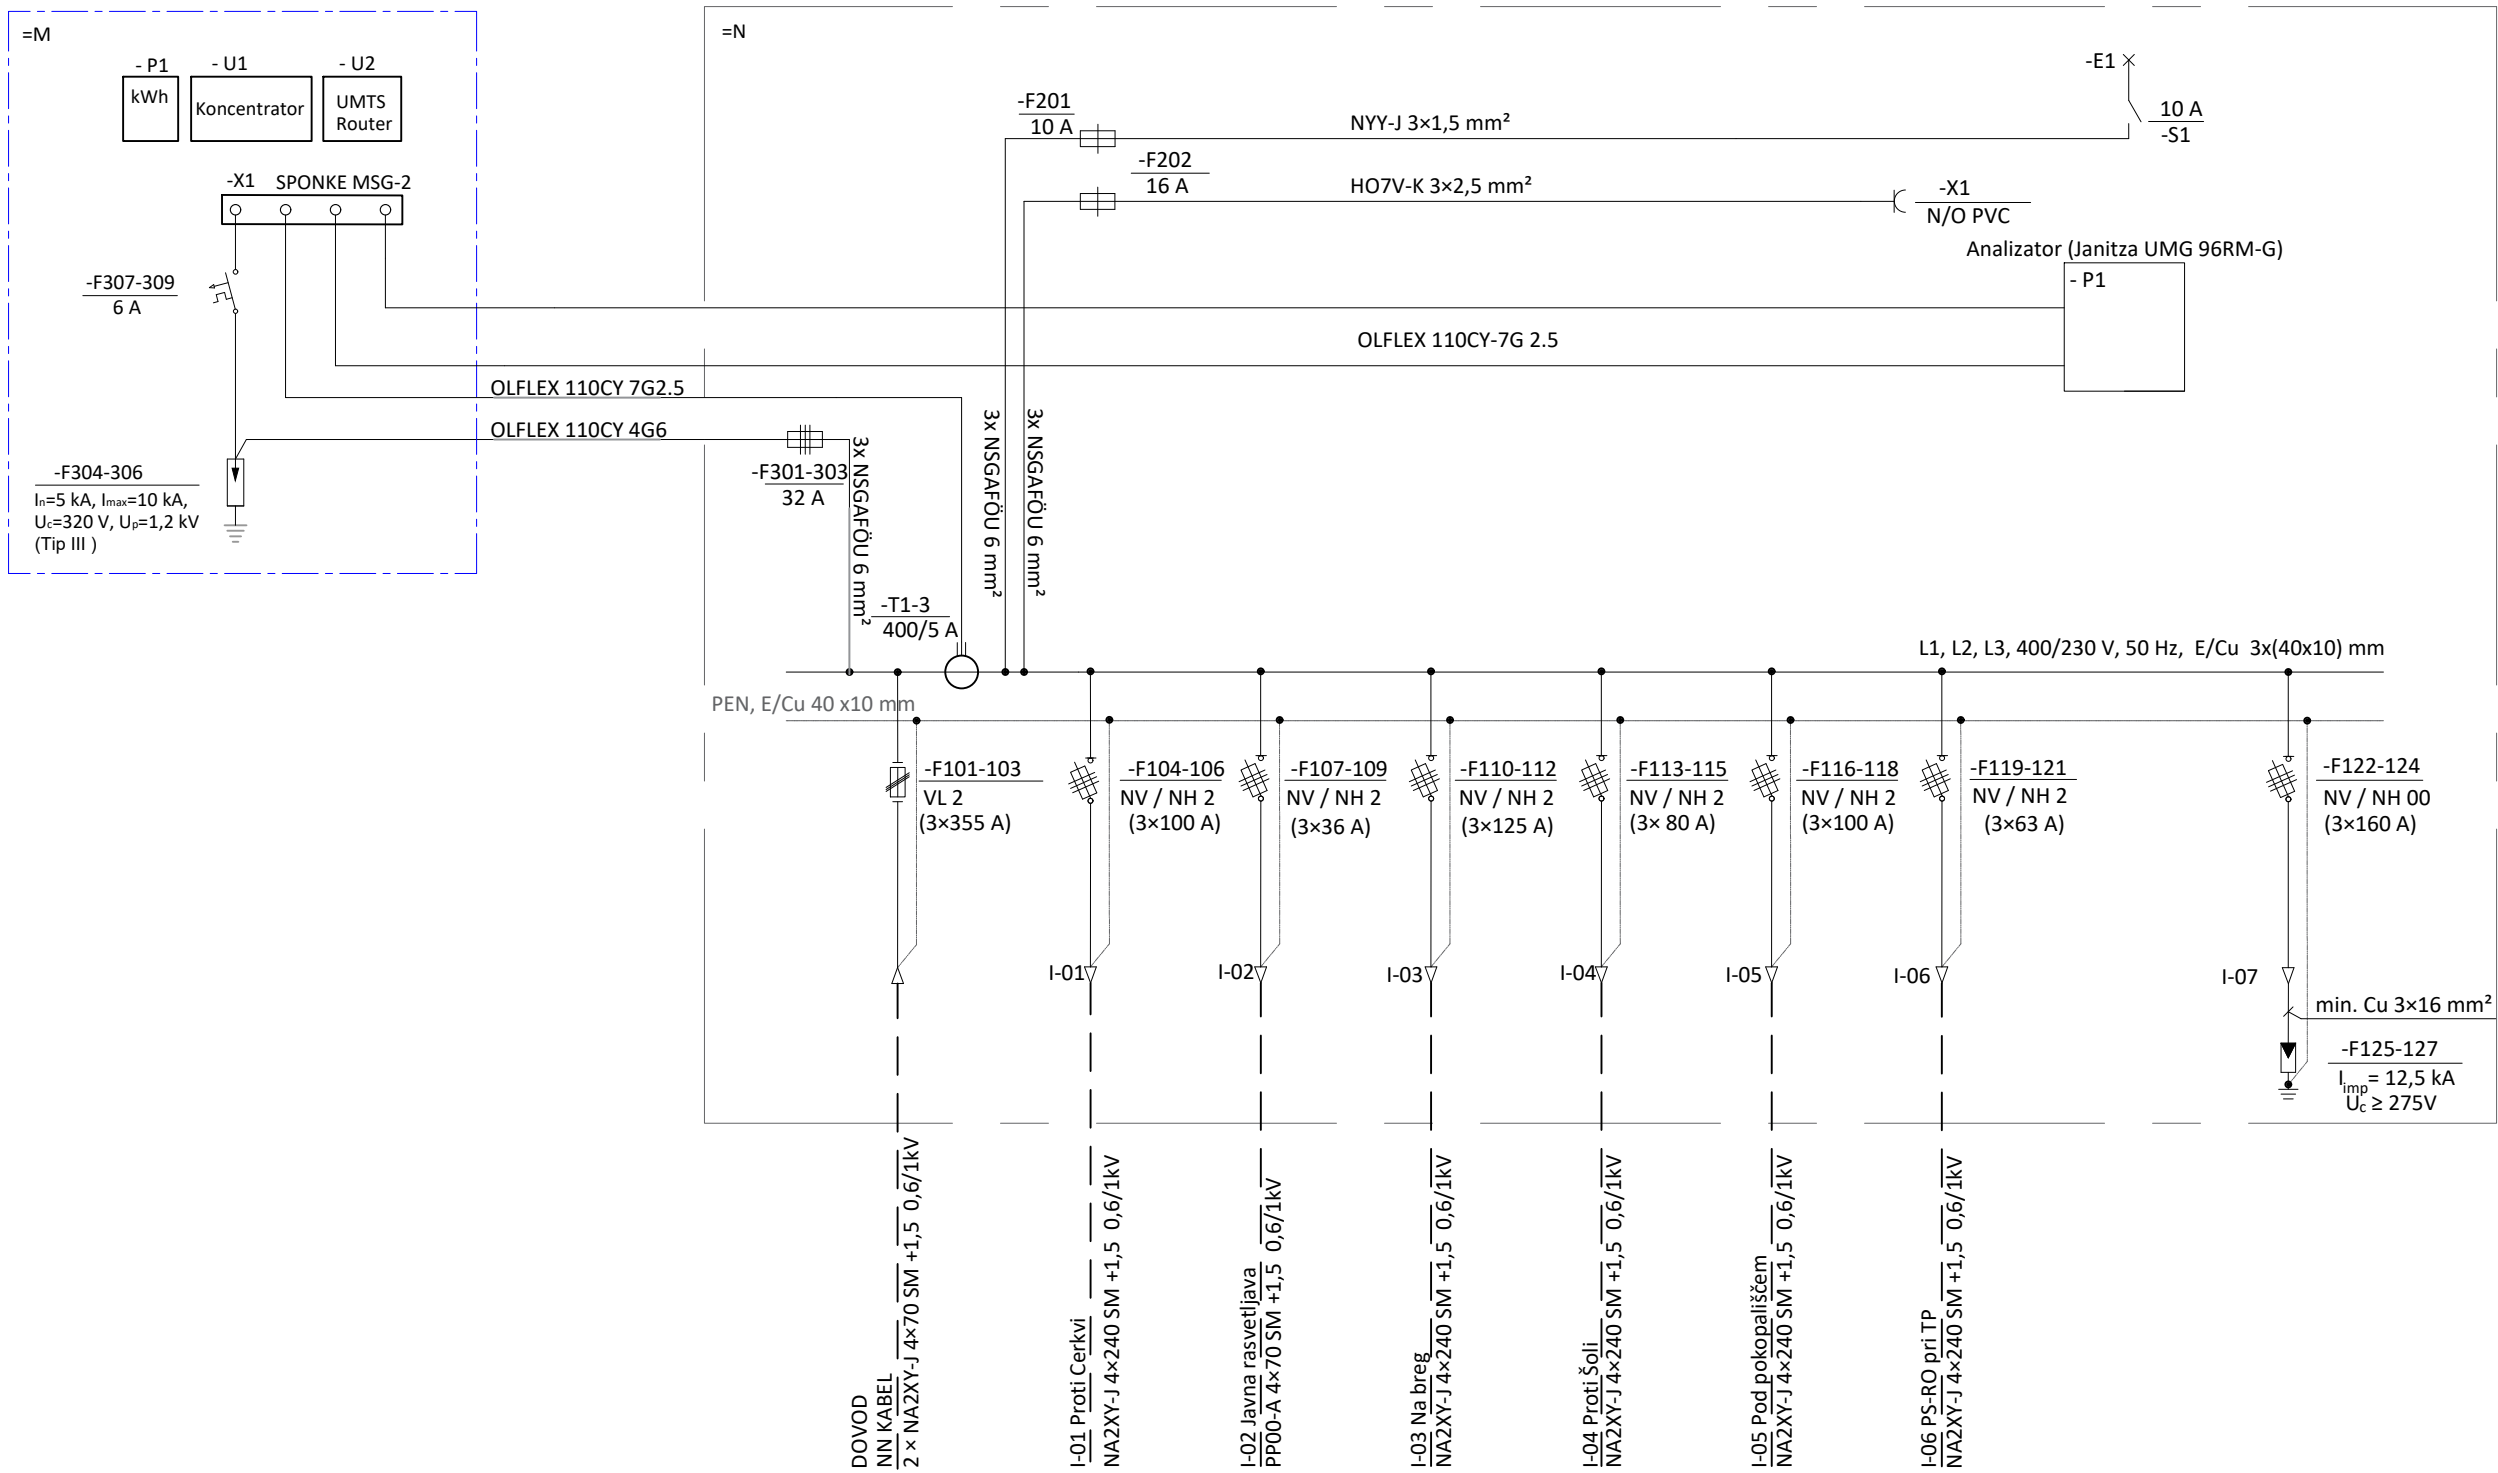 =M
- P1
kWh
- U1
Koncentrator
- U2
UMTS
Router
-X1 SPONKE MSG-2
-F307-309
6 A
-F304-306
In=5 kA, Imax=10 kA,
Uc=320 V, Up=1,2 kV
(Tip III )
OLFLEX 110CY 7G2.5
OLFLEX 110CY 4G6
=N
-F201
10 A
NYY-J 3×1,5 mm²
-E1
10 A
-S1
-F202
16 A
HO7V-K 3×2,5 mm²
-X1
N/O PVC
Analizator (Janitza UMG 96RM-G)
- P1
OLFLEX 110CY-7G 2.5
-F301-303
32 A
3x NSGAFÖU 6 mm²
3x NSGAFÖU 6 mm²
3x NSGAFÖU 6 mm²
-T1-3
400/5 A
L1, L2, L3, 400/230 V, 50 Hz, E/Cu 3x(40x10) mm
PEN, E/Cu 40 x10 mm
-F101-103
VL 2
(3×355 A)
-F104-106
NV / NH 2
(3×100 A)
-F107-109
NV / NH 2
(3×36 A)
-F110-112
NV / NH 2
(3×125 A)
-F113-115
NV / NH 2
(3× 80 A)
-F116-118
NV / NH 2
(3×100 A)
-F119-121
NV / NH 2
(3×63 A)
-F122-124
NV / NH 00
(3×160 A)
I-01
I-02
I-03
I-04
I-05
I-06
I-07
min. Cu 3×16 mm²
-F125-127
Iimp= 12,5 kA
Uc ≥ 275V
DOVOD
NN KABEL
2 × NA2XY-J 4×70 SM +1,5 0,6/1kV
I-01 Proti Cerkvi
NA2XY-J 4×240 SM +1,5 0,6/1kV
I-02 Javna rasvetljava
PP00-A 4×70 SM +1,5 0,6/1kV
I-03 Na breg
NA2XY-J 4×240 SM +1,5 0,6/1kV
I-04 Proti Šoli
NA2XY-J 4×240 SM +1,5 0,6/1kV
I-05 Pod pokopališčem
NA2XY-J 4×240 SM +1,5 0,6/1kV
I-06 PS-RO pri TP
NA2XY-J 4×240 SM +1,5 0,6/1kV